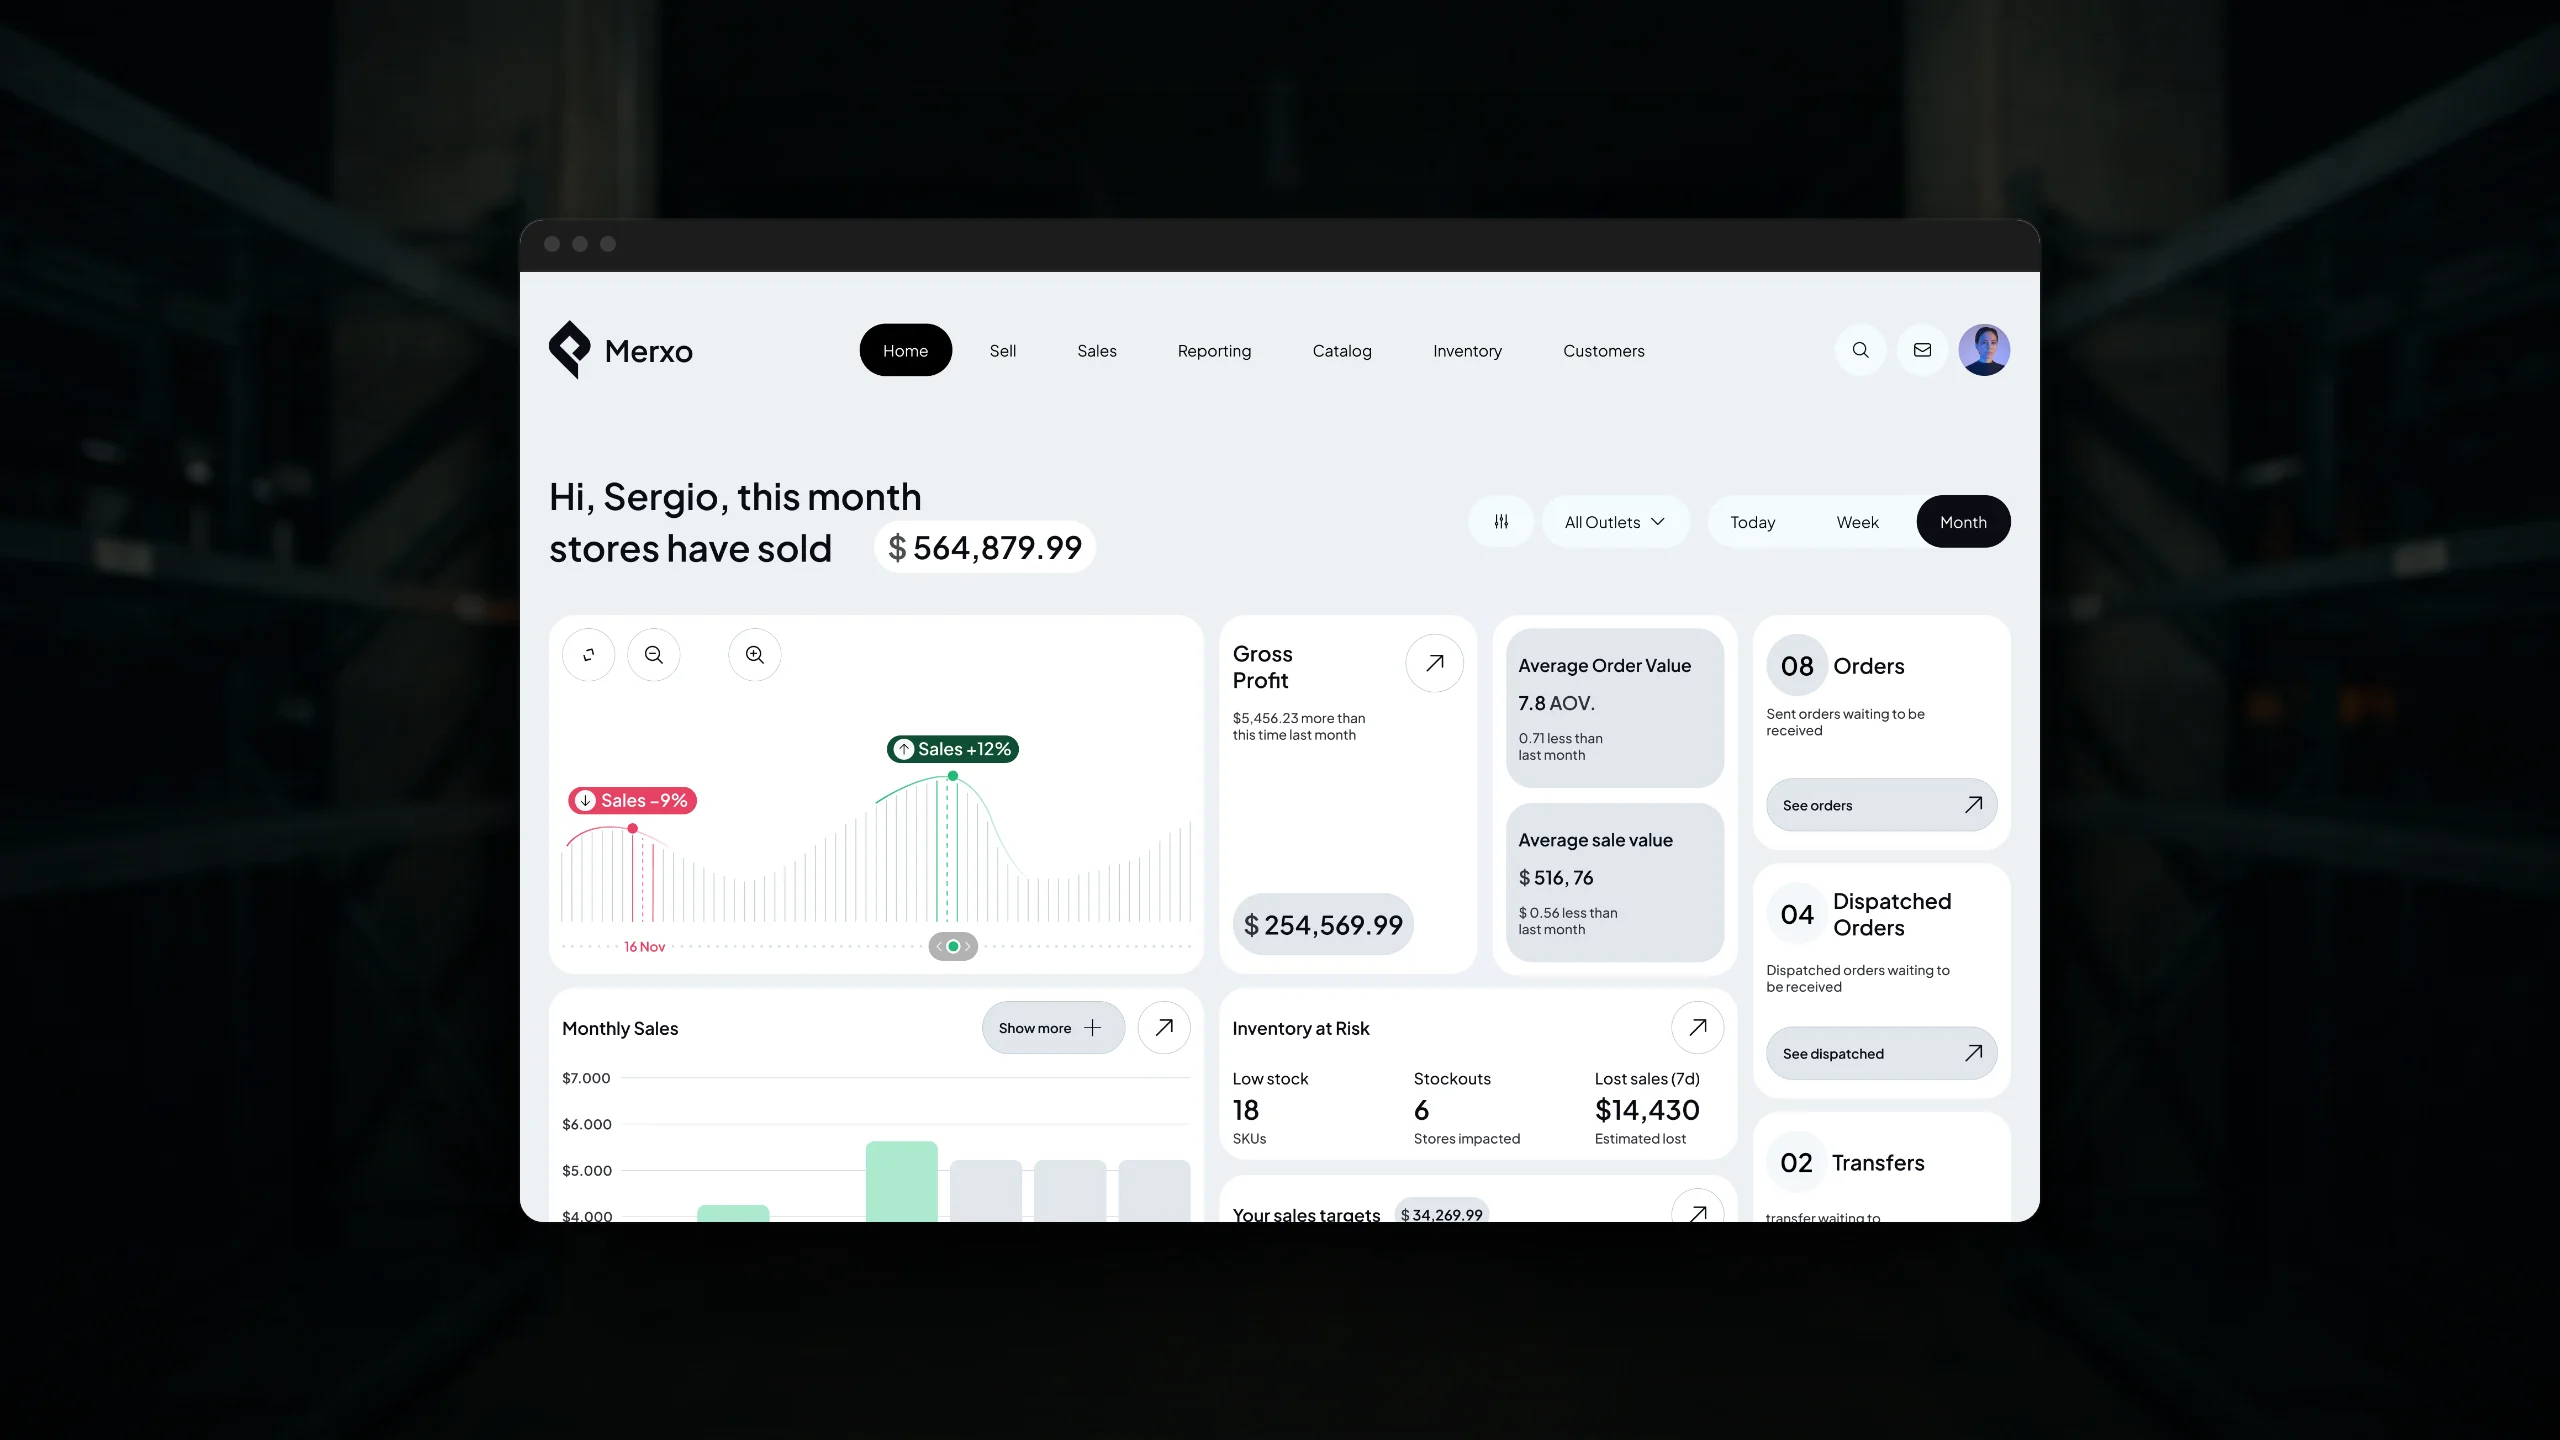 Merxo
Home
Sell
Sales
Reporting
Catalog
Inventory
Customers
Hi, Sergio, this month
stores have sold
$ 564,879.99
All Outlets
Today
Week
Month
Sales -9%
Sales +12%
16 Nov
Gross
Profit
$5,456.23 more than
this time last month
$ 254,569.99
Average Order Value
7.8 AOV.
0.71 less than
last month
Average sale value
$ 516, 76
$ 0.56 less than
last month
08
Orders
Sent orders waiting to be
received
See orders
04
Dispatched
Orders
Dispatched orders waiting to
be received
See dispatched
02
Transfers
transfer waiting to
Monthly Sales
Show more
$7.000
$6.000
$5.000
$4.000
Inventory at Risk
Low stock
18
SKUs
Stockouts
6
Stores impacted
Lost sales (7d)
$14,430
Estimated lost
Your sales targets
$ 34,269.99